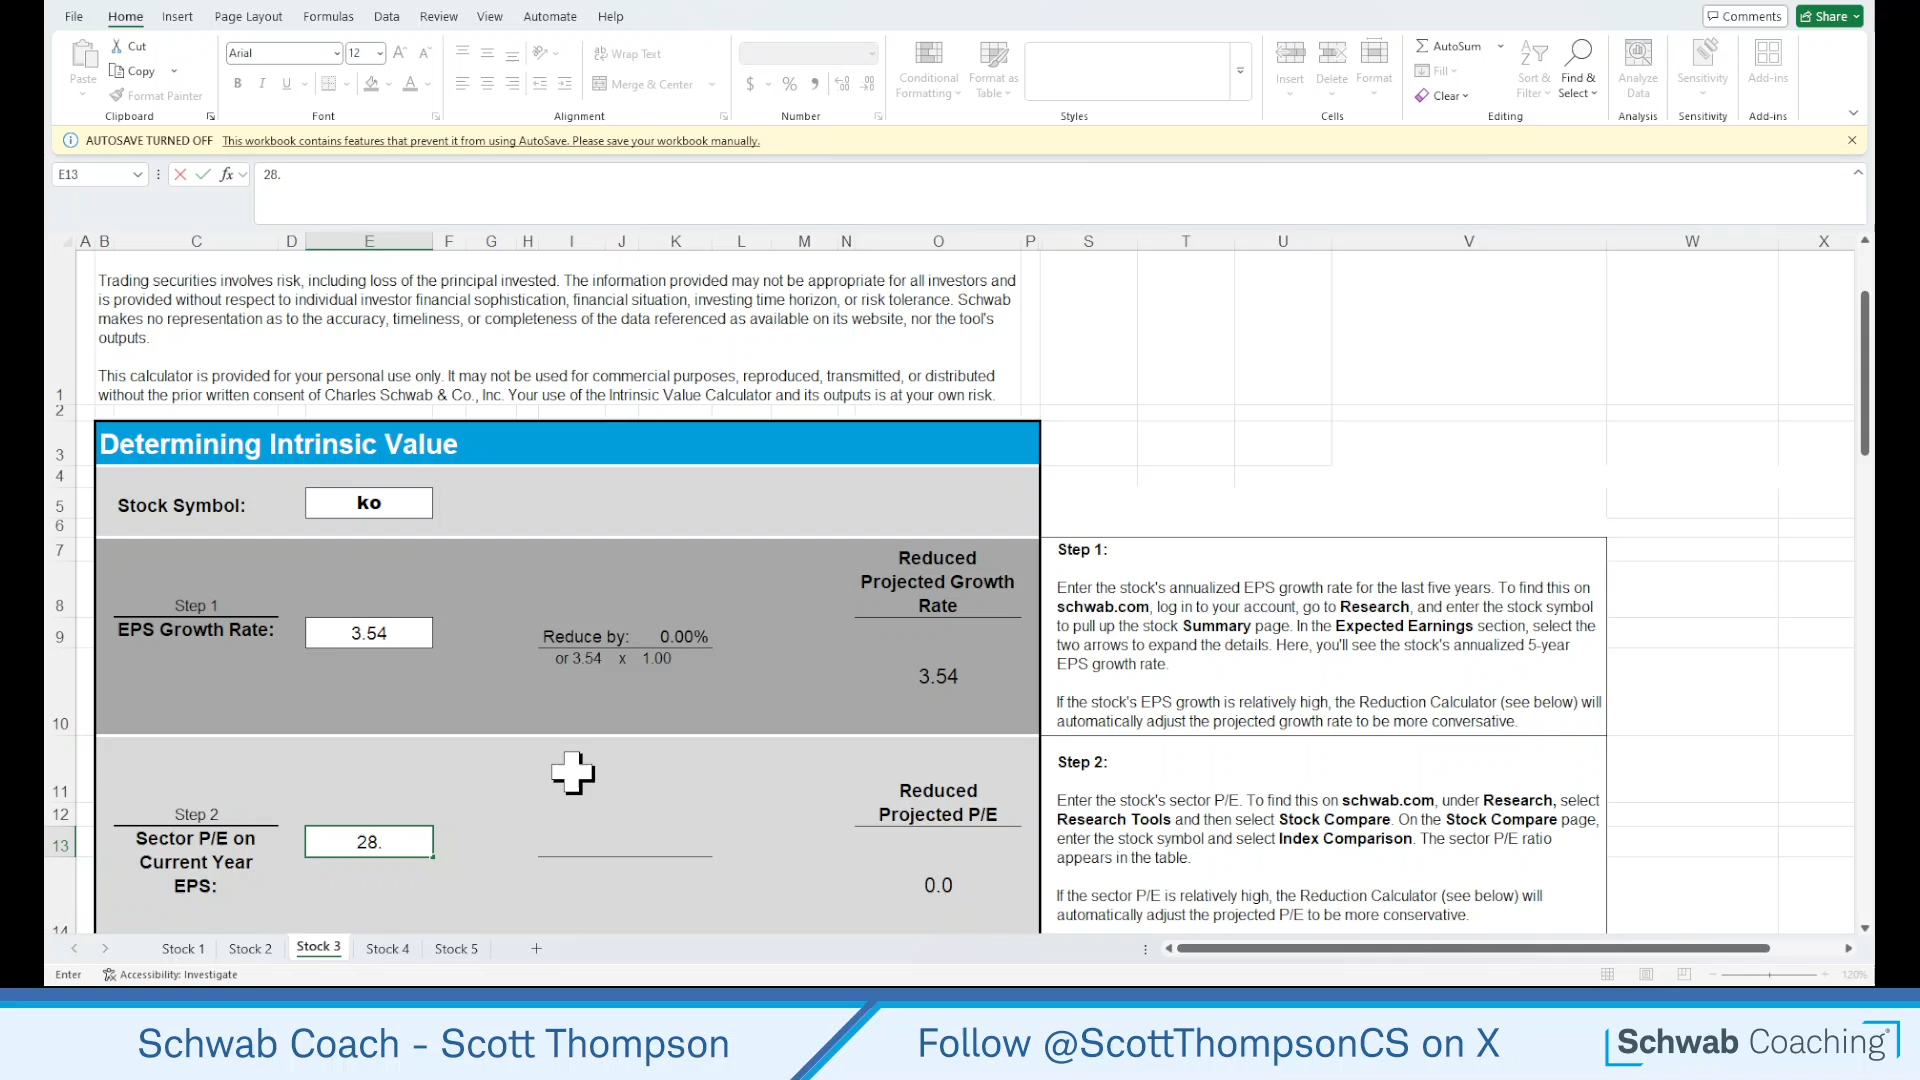 File Home Insert Page Layout Formulas Data Review View Automate Help Comments Share
Paste Cut Copy Format Painter Clipboard
Arial 12 A A B I U A Font
Wrap Text Merge & Center Alignment
$ % Number
Conditional Formatting Format as Table Styles
Insert Delete Format Cells
AutoSum Fill Clear Sort & Filter Find & Select Editing
Analyze Data Analysis
Sensitivity Sensitivity
Add-ins Add-ins
AUTOSAVE TURNED OFF This workbook contains features that prevent it from using AutoSave. Please save your workbook manually.
E13 fx 28.
A B C D E F G H I J K L M N O P S T U V W X
Trading securities involves risk, including loss of the principal invested. The information provided may not be appropriate for all investors and
is provided without respect to individual investor financial sophistication, financial situation, investing time horizon, or risk tolerance. Schwab
makes no representation as to the accuracy, timeliness, or completeness of the data referenced as available on its website, nor the tool's
outputs.
This calculator is provided for your personal use only. It may not be used for commercial purposes, reproduced, transmitted, or distributed
without the prior written consent of Charles Schwab & Co., Inc. Your use of the Intrinsic Value Calculator and its outputs is at your own risk.
1
2
3
4
5
6
7
8
9
10
11
12
13
14
Determining Intrinsic Value
Stock Symbol: ko
Step 1
EPS Growth Rate: 3.54
Reduce by: 0.00%
or 3.54 x 1.00
Reduced
Projected Growth
Rate
3.54
Step 2
Sector P/E on
Current Year
EPS:
28.
Reduced
Projected P/E
0.0
Step 1:
Enter the stock's annualized EPS growth rate for the last five years. To find this on
schwab.com, log in to your account, go to Research, and enter the stock symbol
to pull up the stock Summary page. In the Expected Earnings section, select the
two arrows to expand the details. Here, you'll see the stock's annualized 5-year
EPS growth rate.
If the stock's EPS growth is relatively high, the Reduction Calculator (see below) will
automatically adjust the projected growth rate to be more conversative.
Step 2:
Enter the stock's sector P/E. To find this on schwab.com, under Research, select
Research Tools and then select Stock Compare. On the Stock Compare page,
enter the stock symbol and select Index Comparison. The sector P/E ratio
appears in the table.
If the sector P/E is relatively high, the Reduction Calculator (see below) will
automatically adjust the projected P/E to be more conservative.
Stock 1 Stock 2 Stock 3 Stock 4 Stock 5 +
Enter Accessibility: Investigate 120%
Schwab Coach - Scott Thompson
Follow @ScottThompsonCS on X
Schwab Coaching